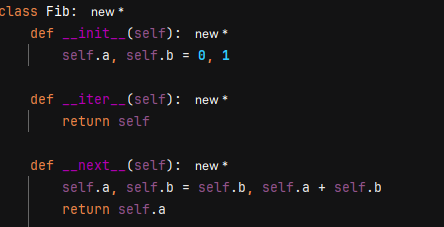 class Fib: new *
    def __init__(self): new *
        self.a, self.b = 0, 1
    def __iter__(self): new *
        return self
    def __next__(self): new *
        self.a, self.b = self.b, self.a + self.b
        return self.a